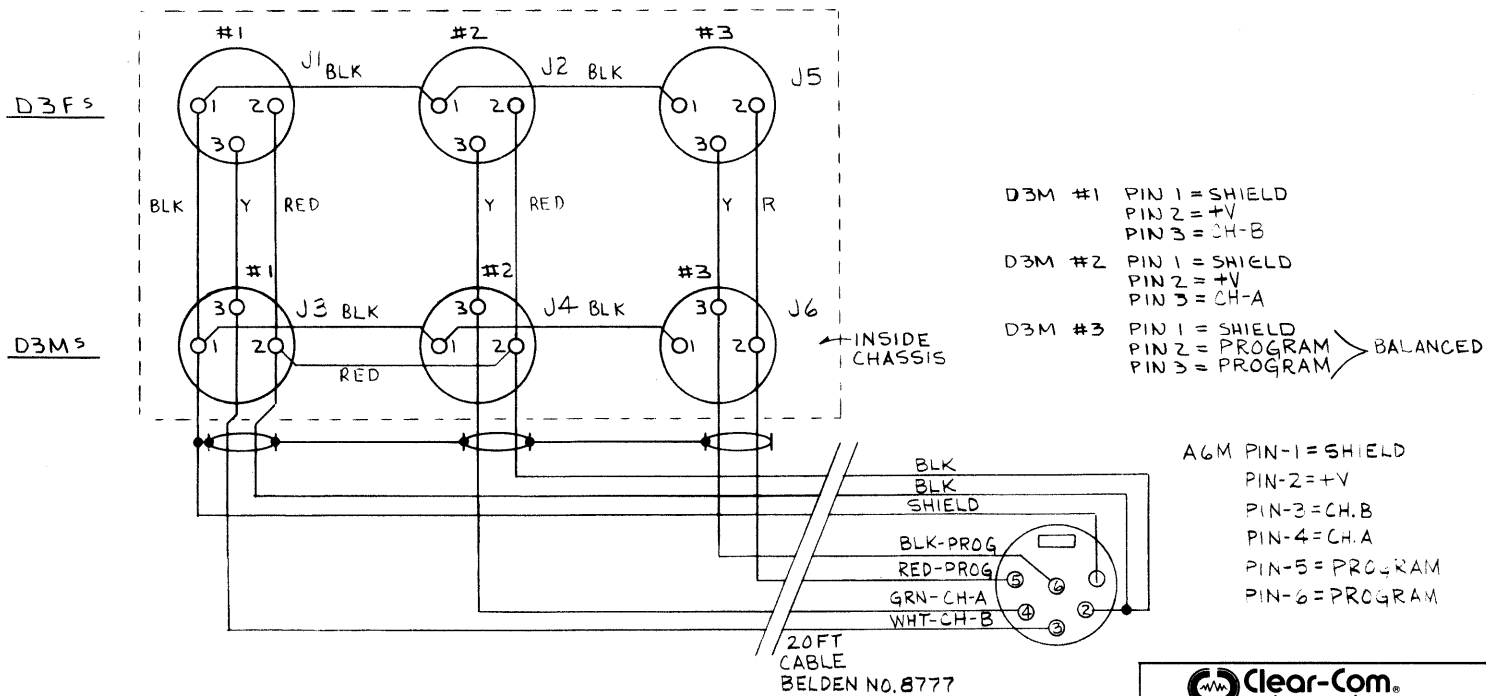 #1 #2 #3
J1 BLK J2 BLK J5
D3Fs
1 2 3 1 2 3 1 2 3
BLK Y RED Y RED Y R
#1 #2 #3
J3 BLK J4 BLK J6
D3Ms
3 1 2 3 1 2 3 1 2
RED
INSIDE
CHASSIS
D3M #1 PIN 1 = SHIELD
PIN 2 = +V
PIN 3 = CH-B
D3M #2 PIN 1 = SHIELD
PIN 2 = +V
PIN 3 = CH-A
D3M #3 PIN 1 = SHIELD
PIN 2 = PROGRAM
PIN 3 = PROGRAM
BALANCED
BLK
BLK
SHIELD
BLK-PROG
RED-PROG
GRN-CH-A
WHT-CH-B
5 6 4 2 3
20FT
CABLE
BELDEN NO. 8777
A6M PIN-1 = SHIELD
PIN-2 = +V
PIN-3 = CH.B
PIN-4 = CH.A
PIN-5 = PROGRAM
PIN-6 = PROGRAM
Clear-Com®